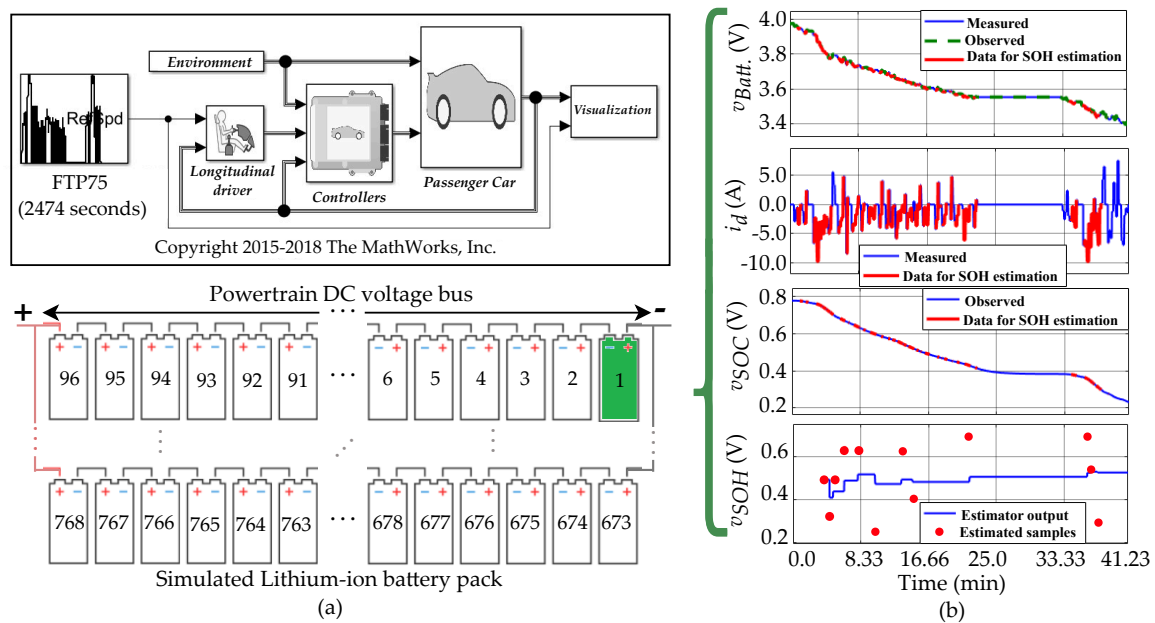 Environment
RefSpd
FTP75
(2474 seconds)
Longitudinal
driver
Controllers
Passenger Car
Visualization
Copyright 2015-2018 The MathWorks, Inc.
Powertrain DC voltage bus
+ ... -
+ - + - + - + - + - + - - + - + - + - + - + - +
96 95 94 93 92 91 ... 6 5 4 3 2 1
+ - + - + - + - + - + - - + - + - + - + - + - +
768 767 766 765 764 763 ... 678 677 676 675 674 673
Simulated Lithium-ion battery pack
(a)
vBatt. (V)
4.0
3.8
3.6
3.4
Measured
Observed
Data for SOH estimation
id (A)
5.0
0.0
-5.0
-10.0
Measured
Data for SOH estimation
vSOC (V)
0.8
0.6
0.4
0.2
Observed
Data for SOH estimation
vSOH (V)
0.6
0.4
0.2
Estimator output
Estimated samples
0.0 8.33 16.66 25.0 33.33 41.23
Time (min)
(b)